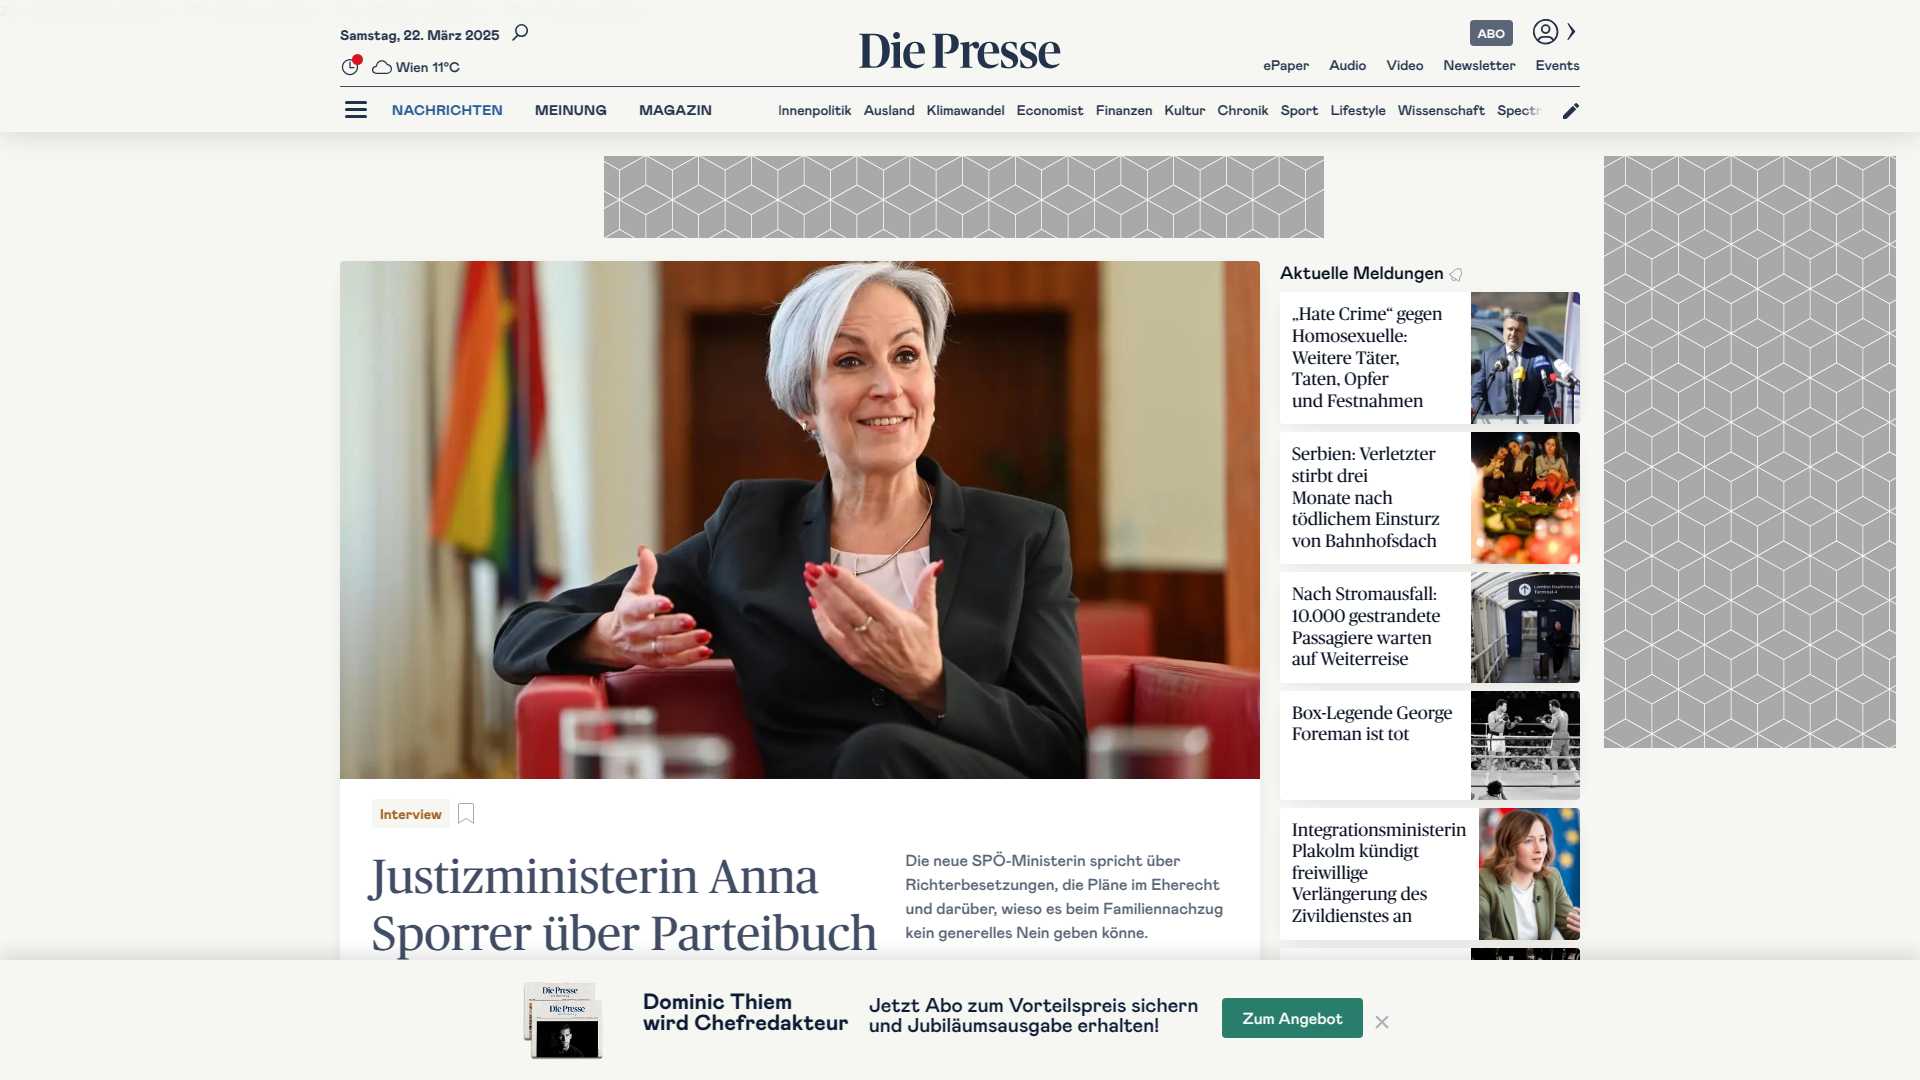 Samstag, 22. März 2025
Wien 11°C
Die Presse
ABO
ePaper Audio Video Newsletter Events
NACHRICHTEN MEINUNG MAGAZIN
Innenpolitik Ausland Klimawandel Economist Finanzen Kultur Chronik Sport Lifestyle Wissenschaft Spectr
Interview
Justizministerin Anna
Sporrer über Parteibuch
Die neue SPÖ-Ministerin spricht über
Richterbesetzungen, die Pläne im Eherecht
und darüber, wieso es beim Familiennachzug
kein generelles Nein geben könne.
Aktuelle Meldungen
„Hate Crime“ gegen
Homosexuelle:
Weitere Täter,
Taten, Opfer
und Festnahmen
Serbien: Verletzter
stirbt drei
Monate nach
tödlichem Einsturz
von Bahnhofsdach
Nach Stromausfall:
10.000 gestrandete
Passagiere warten
auf Weiterreise
Box-Legende George
Foreman ist tot
Integrationsministerin
Plakolm kündigt
freiwillige
Verlängerung des
Zivildienstes an
Die Presse
Die Presse
Dominic Thiem
wird Chefredakteur
Jetzt Abo zum Vorteilspreis sichern
und Jubiläumsausgabe erhalten!
Zum Angebot